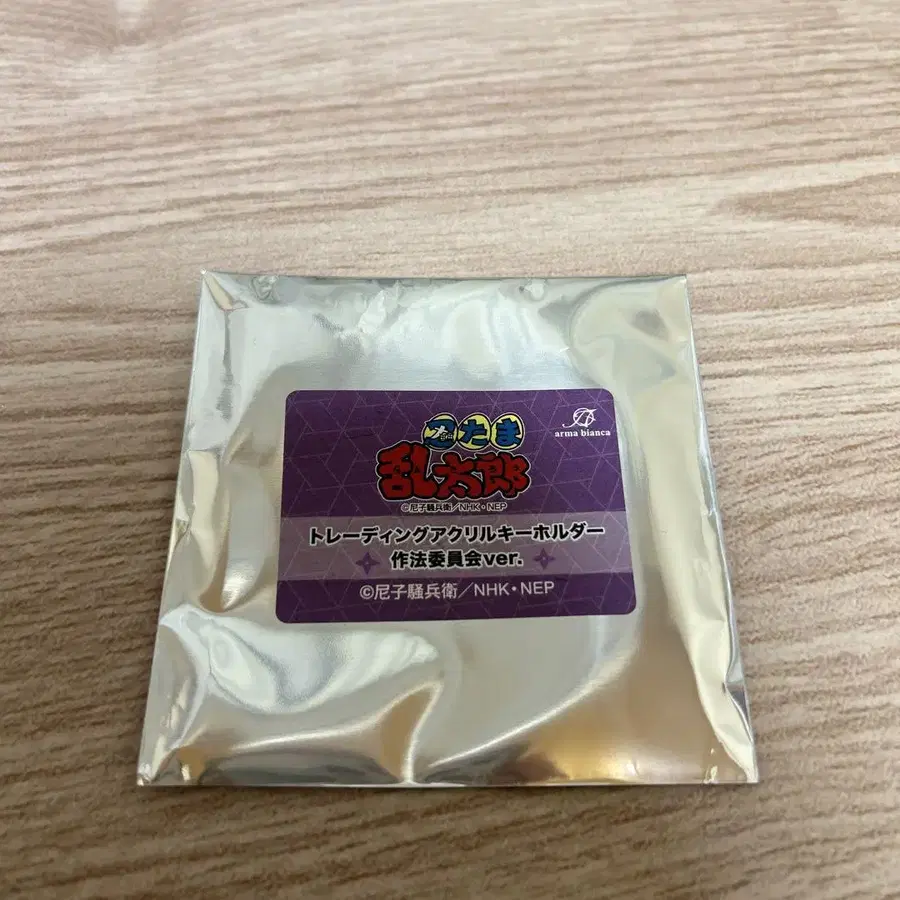 忍たま
乱太郎
arma bianca
©尼子騒兵衛／NHK・NEP
トレーディングアクリルキーホルダー
作法委員会ver.
©尼子騒兵衛／NHK・NEP